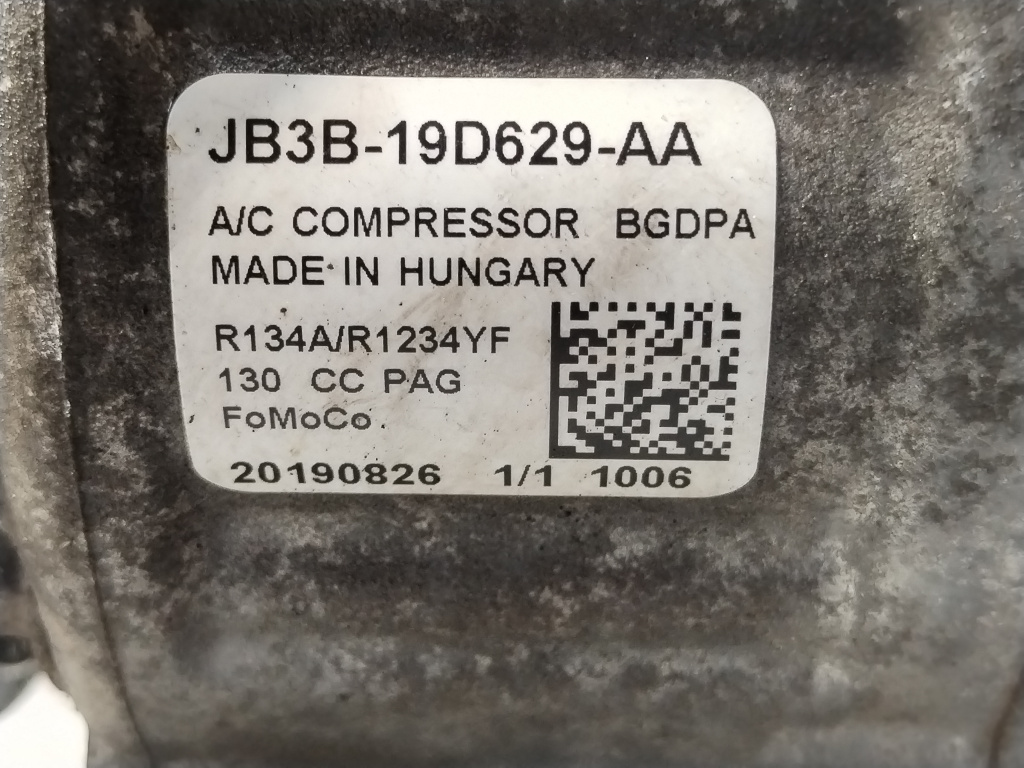 JB3B-19D629-AA
A/C COMPRESSOR BGDPA
MADE IN HUNGARY
R134A/R1234YF
130 CC PAG
FoMoCo
20190826 1/1 1006